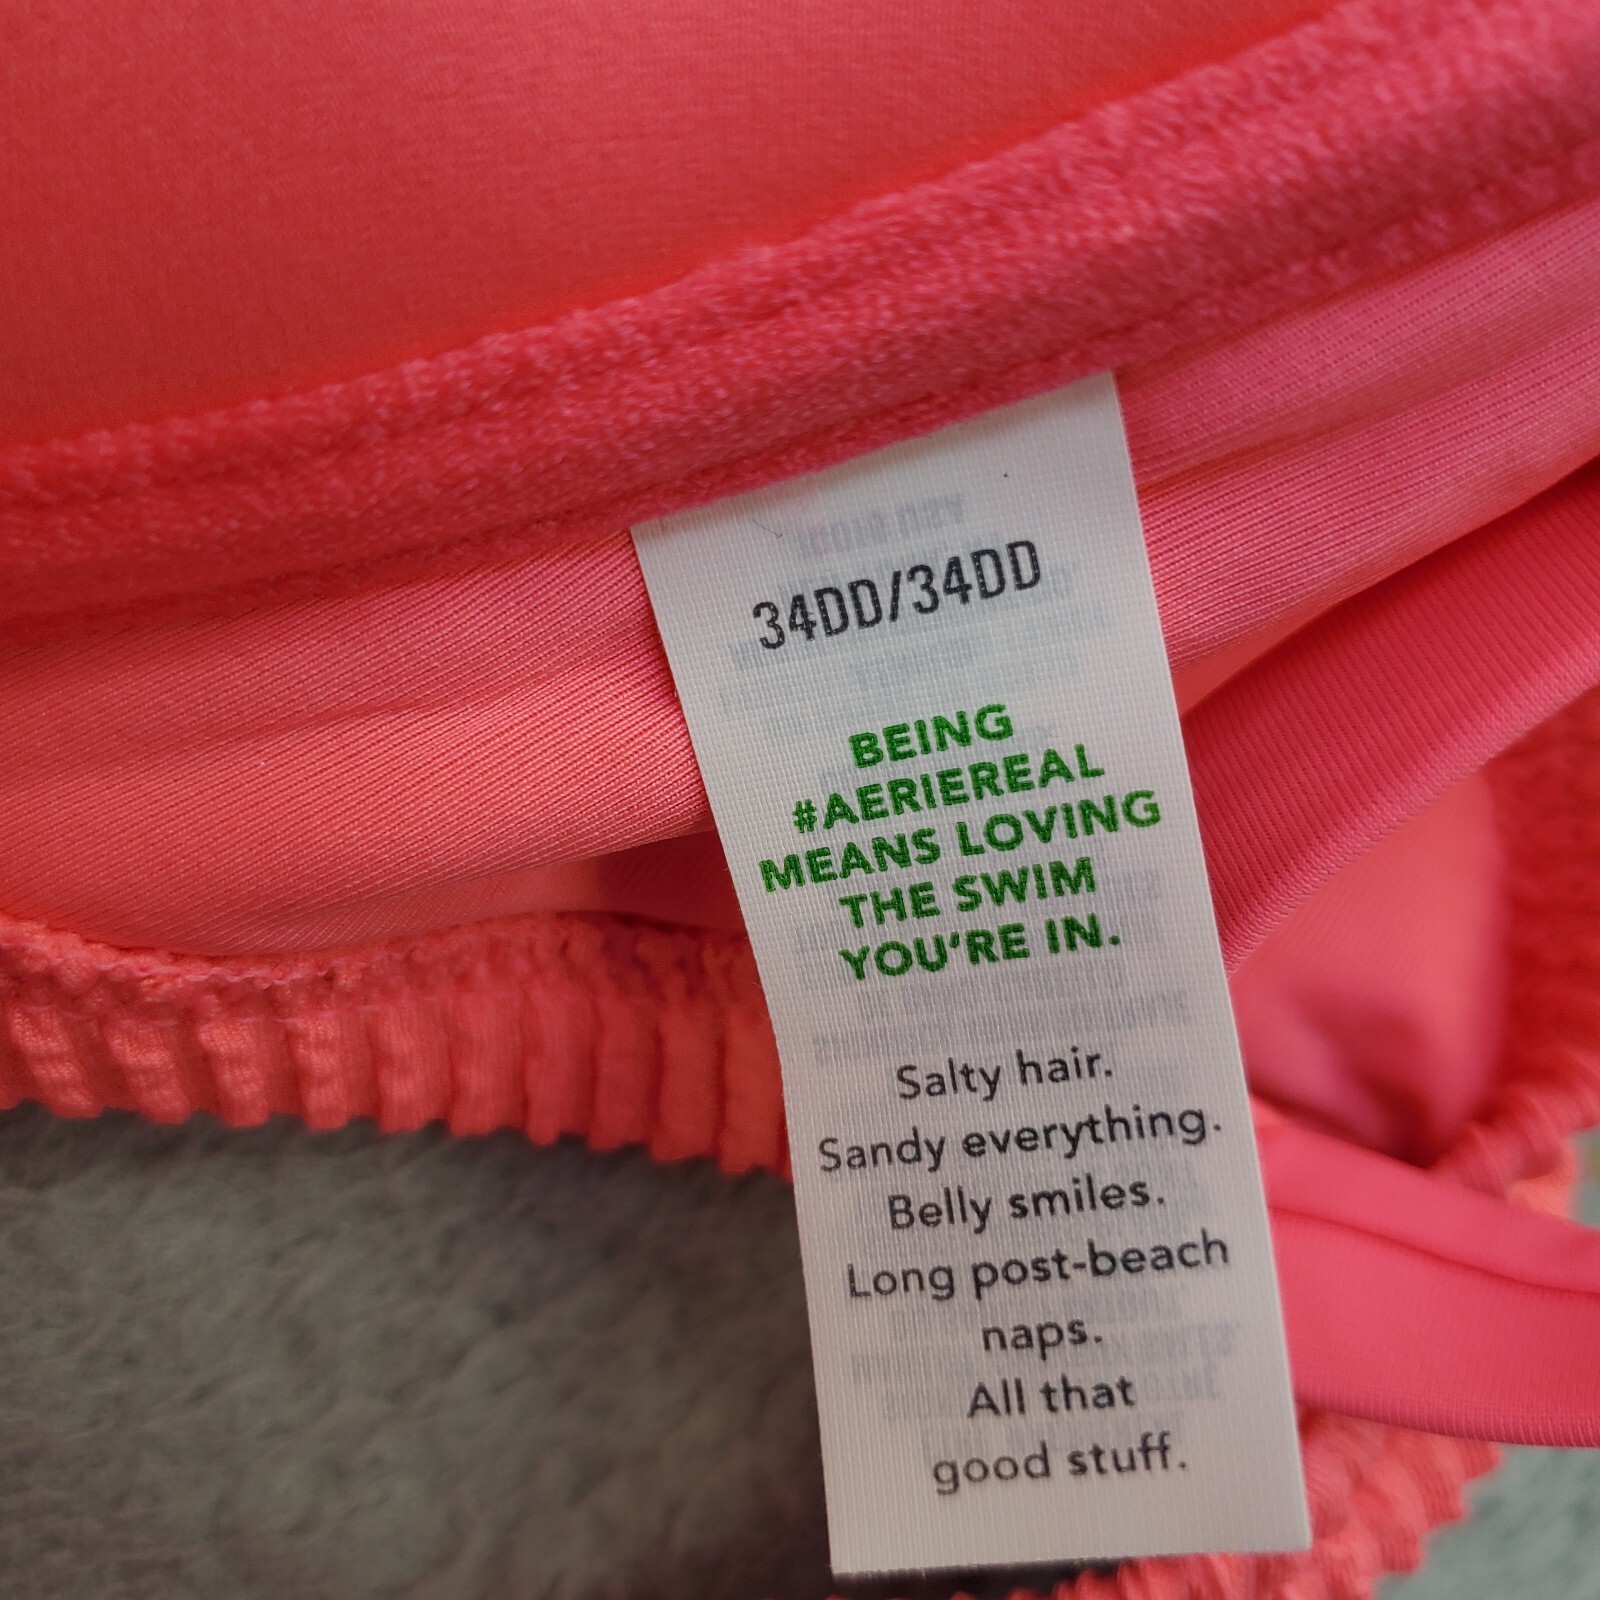 34DD/34DD
BEING
#AERIEREAL
MEANS LOVING
THE SWIM
YOU'RE IN.
Salty hair.
Sandy everything.
Belly smiles.
Long post-beach
naps.
All that
good stuff.